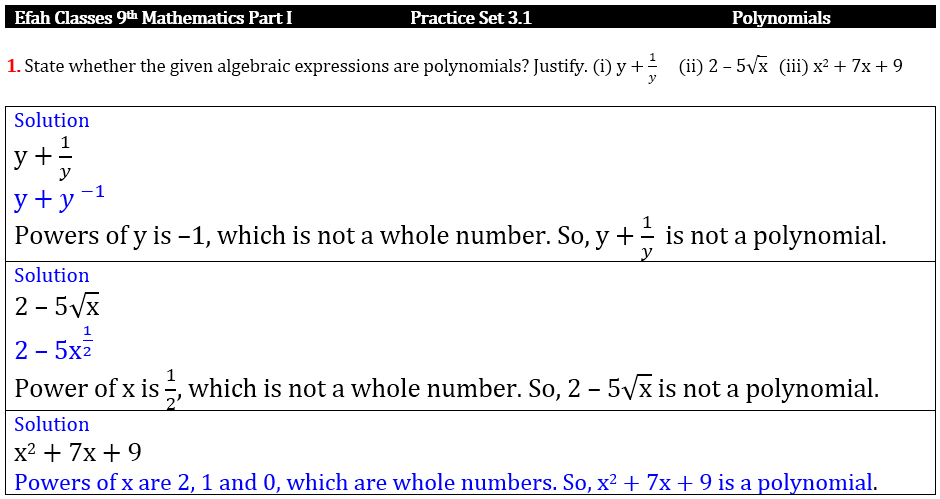 Efah Classes 9th Mathematics Part I Practice Set 3.1 Polynomials
1. State whether the given algebraic expressions are polynomials? Justify. (i) y + 1/y (ii) 2 – 5√x (iii) x² + 7x + 9
Solution
y + 1/y
y + y⁻¹
Powers of y is –1, which is not a whole number. So, y + 1/y is not a polynomial.
Solution
2 – 5√x
2 – 5x^(1/2)
Power of x is 1/2, which is not a whole number. So, 2 – 5√x is not a polynomial.
Solution
x² + 7x + 9
Powers of x are 2, 1 and 0, which are whole numbers. So, x² + 7x + 9 is a polynomial.